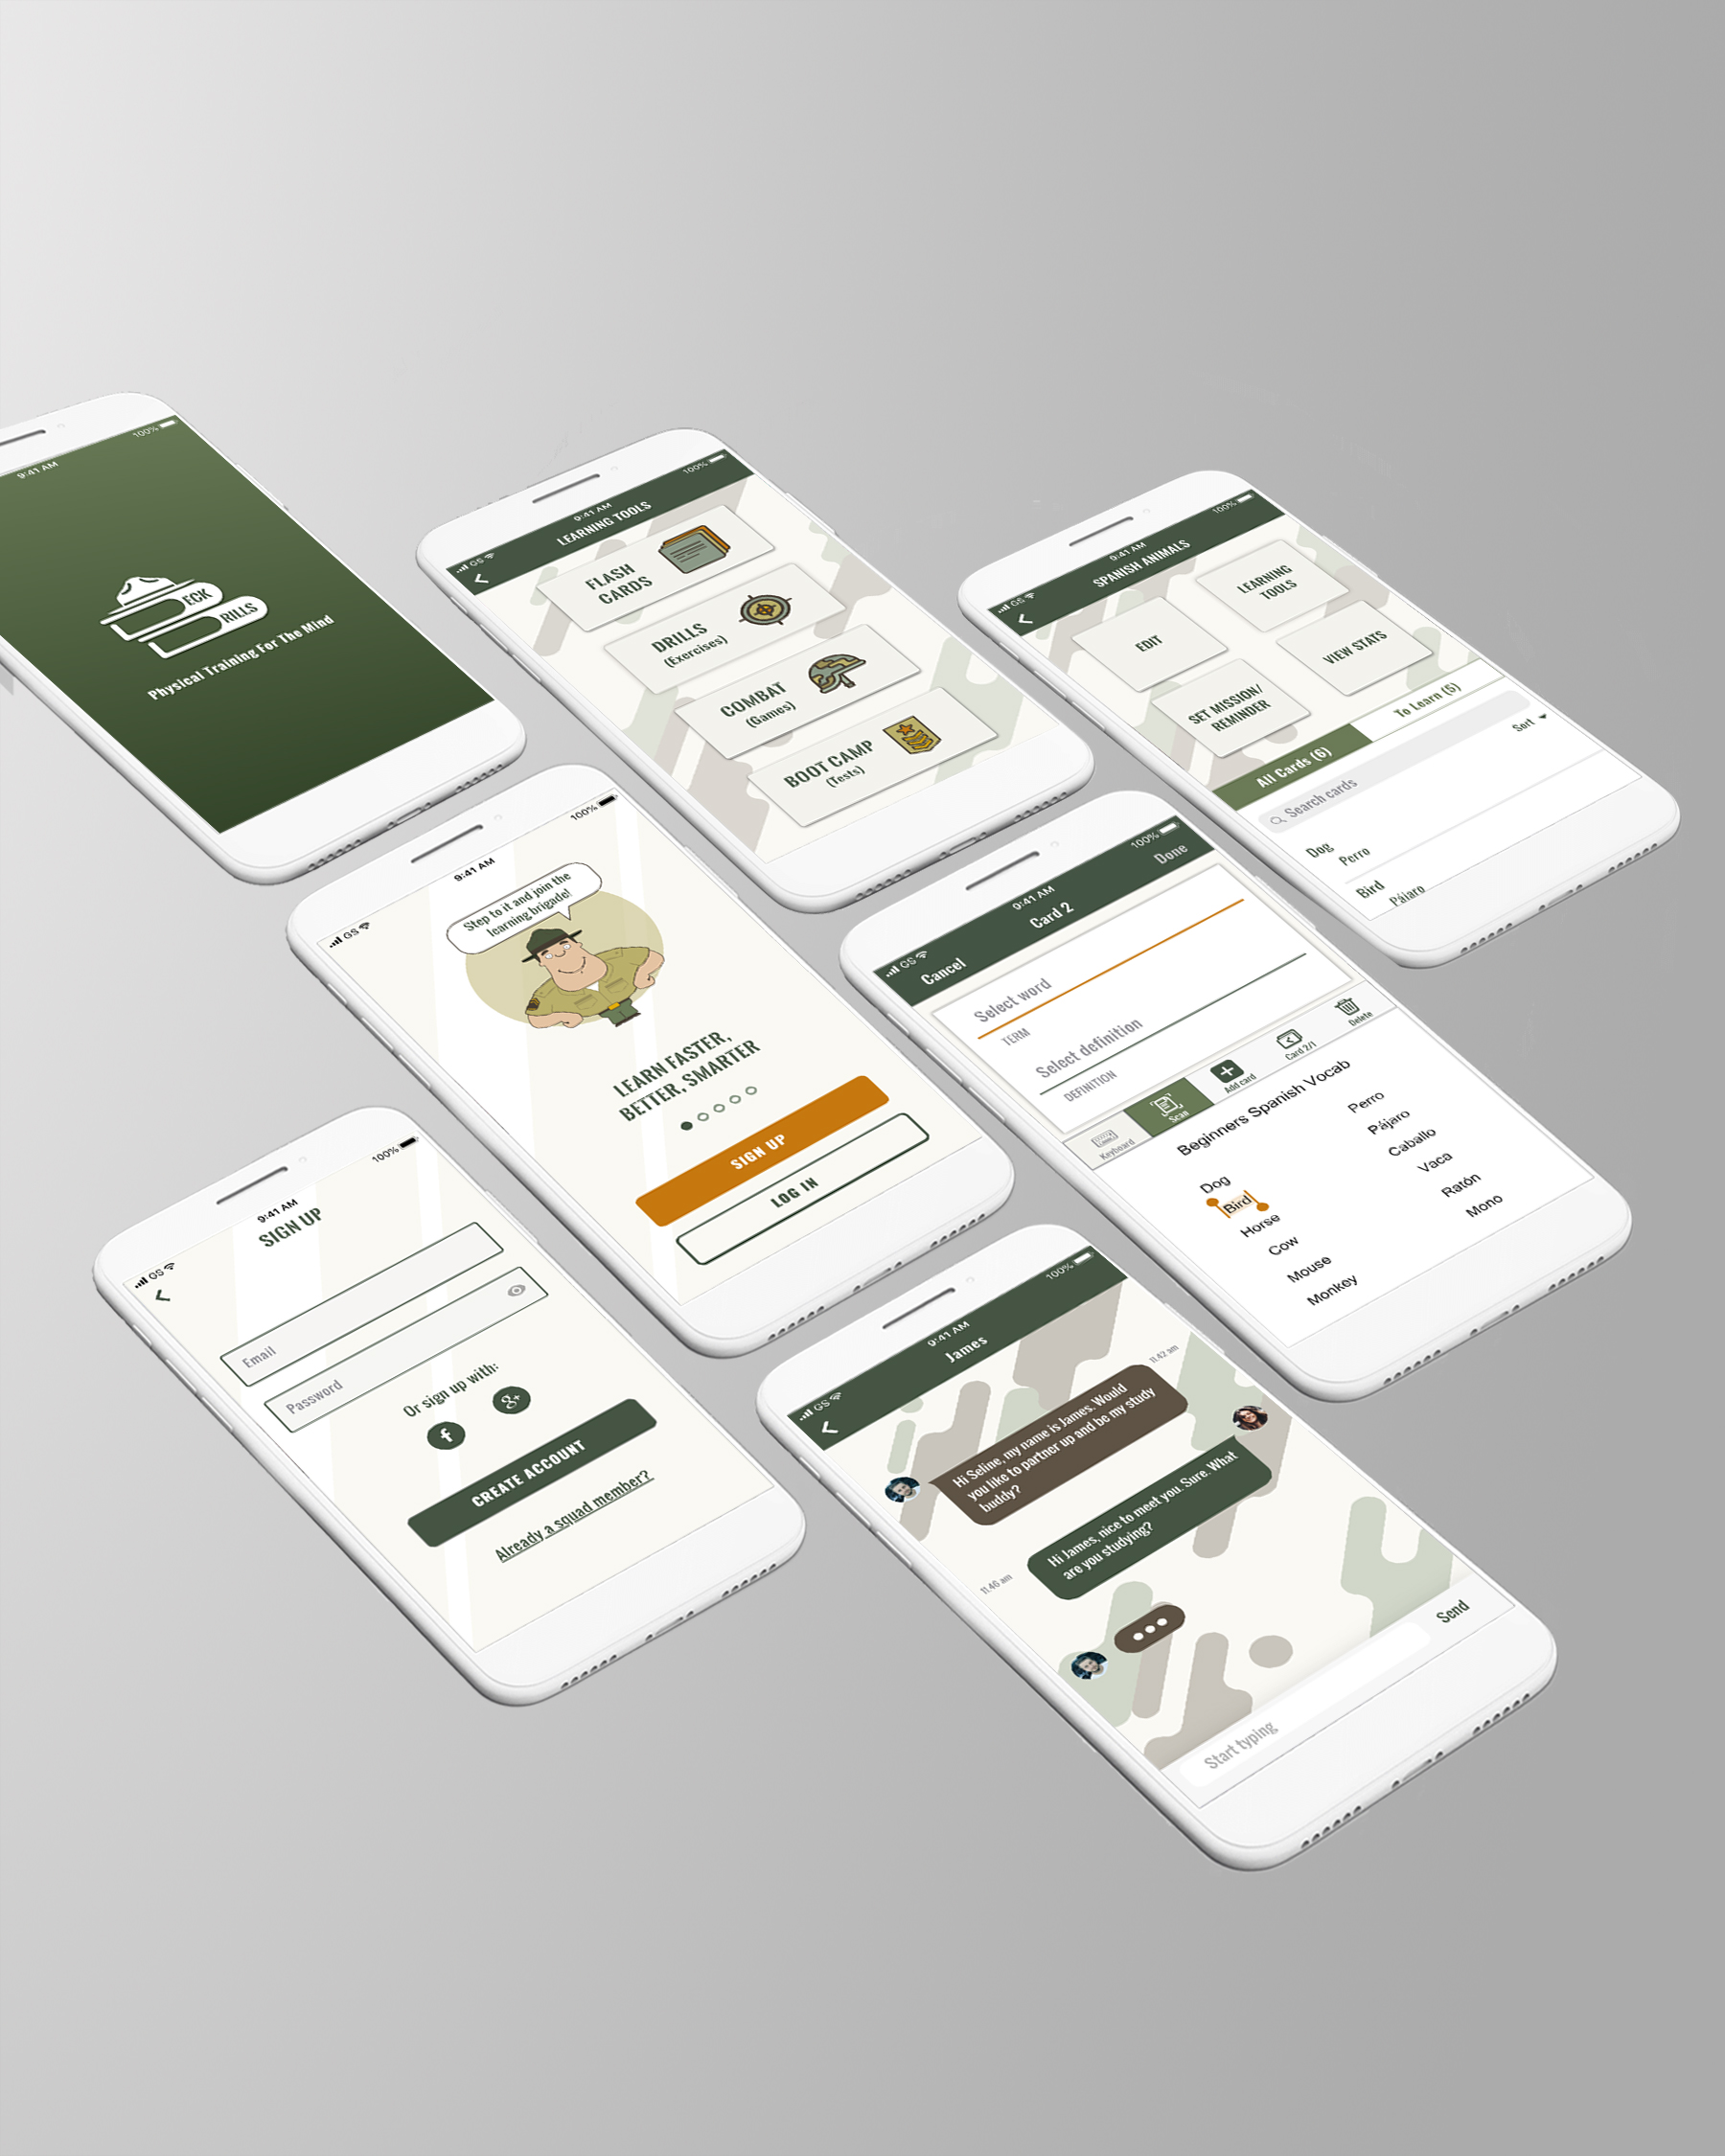 9:41 AM
100%
ECK
RILLS
Physical Training For The Mind
GS
9:41 AM
100%
LEARNING TOOLS
FLASH
CARDS
DRILLS
(Exercises)
COMBAT
(Games)
BOOT CAMP
(Tests)
GS
9:41 AM
100%
SPANISH ANIMALS
EDIT
LEARNING
TOOLS
SET MISSION/
REMINDER
VIEW STATS
All Cards (6)
To Learn (5)
Search cards
Sort
Dog
Perro
Bird
Pájaro
GS
9:41 AM
100%
Step to it and join the
learning brigade!
LEARN FASTER,
BETTER, SMARTER
SIGN UP
LOG IN
GS
9:41 AM
100%
Cancel
Card 2
Done
Select word
TERM
Select definition
DEFINITION
Keyboard
Scan
Add card
Card 2/1
Delete
Beginners Spanish Vocab
Dog
Perro
Bird
Pájaro
Horse
Caballo
Cow
Vaca
Mouse
Ratón
Monkey
Mono
GS
9:41 AM
100%
SIGN UP
Email
Password
Or sign up with:
f
g+
CREATE ACCOUNT
Already a squad member?
GS
9:41 AM
100%
James
11.42 am
Hi Seline, my name is James. Would
you like to partner up and be my study
buddy?
Hi James, nice to meet you. Sure. What
are you studying?
11.46 am
Start typing
Send